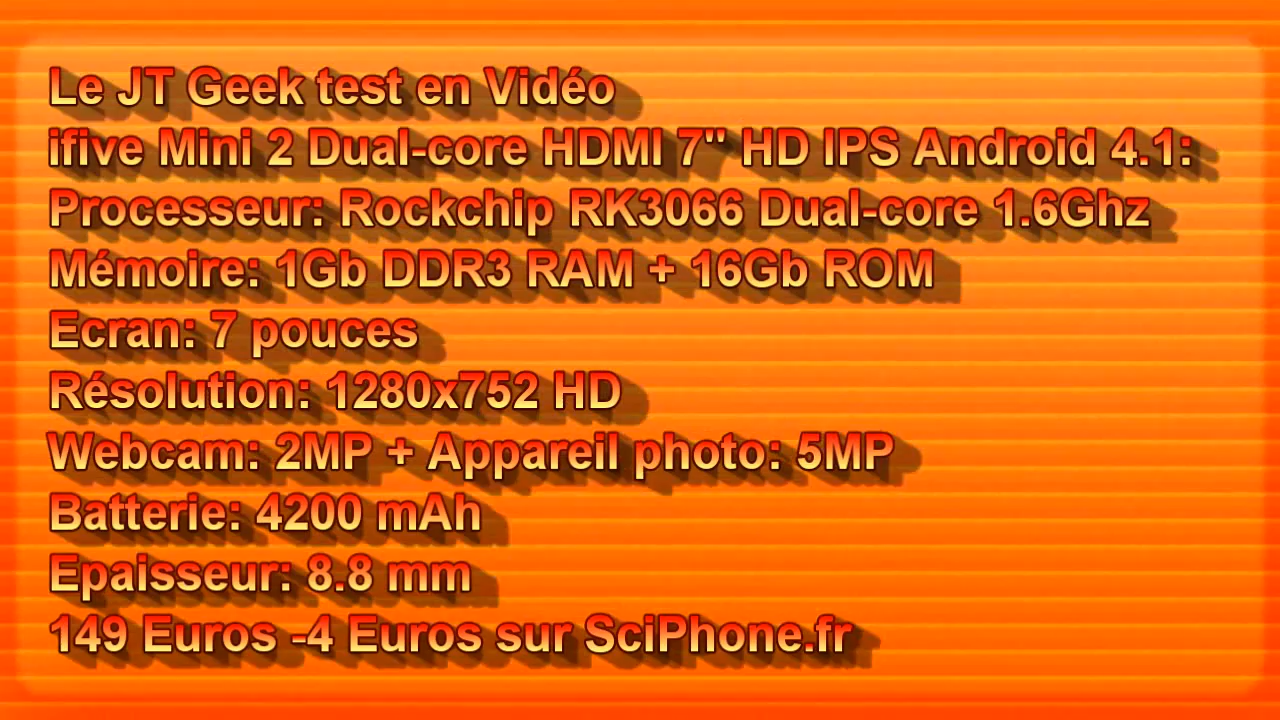 Le JT Geek test en Vidéo
ifive Mini 2 Dual-core HDMI 7" HD IPS Android 4.1:
Processeur: Rockchip RK3066 Dual-core 1.6Ghz
Mémoire: 1Gb DDR3 RAM + 16Gb ROM
Ecran: 7 pouces
Résolution: 1280x752 HD
Webcam: 2MP + Appareil photo: 5MP
Batterie: 4200 mAh
Epaisseur: 8.8 mm
149 Euros -4 Euros sur SciPhone.fr